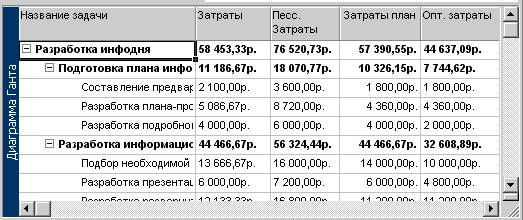 Название задачи Затраты Песс. Затраты Затраты план Опт. затраты
Разработка инфодня 58 453,33р. 76 520,73р. 57 390,55р. 44 637,09р.
Подготовка плана инфо 11 186,67р. 18 070,77р. 10 326,15р. 7 744,62р.
Составление предвар 2 100,00р. 3 600,00р. 1 800,00р. 1 800,00р.
Разработка плана-про 5 086,67р. 8 720,00р. 4 360,00р. 4 360,00р.
Разработка подробног 4 000,00р. 6 000,00р. 4 000,00р. 2 000,00р.
Разработка информацио 44 466,67р. 56 324,44р. 44 466,67р. 32 608,89р.
Подбор необходимой 13 666,67р. 16 000,00р. 14 000,00р. 10 000,00р.
Разработка презентац 6 000,00р. 7 200,00р. 6 000,00р. 4 800,00р.
Диаграмма Ганта